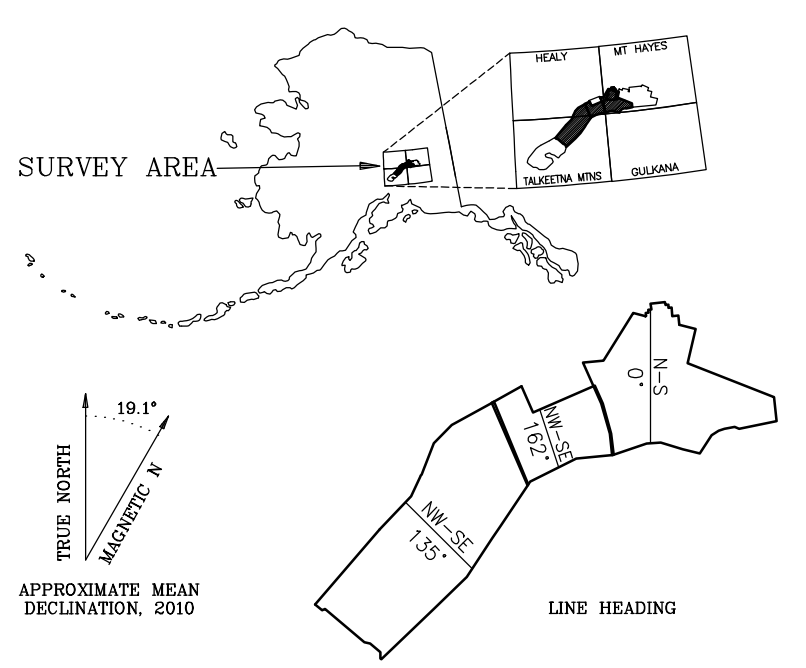 HEALY
MT HAYES
SURVEY AREA
TALKEETNA MTNS
GULKANA
N-S
0°
19.1°
NW-SE
162°
TRUE NORTH
MAGNETIC N
NW-SE
135°
APPROXIMATE MEAN
DECLINATION, 2010
LINE HEADING